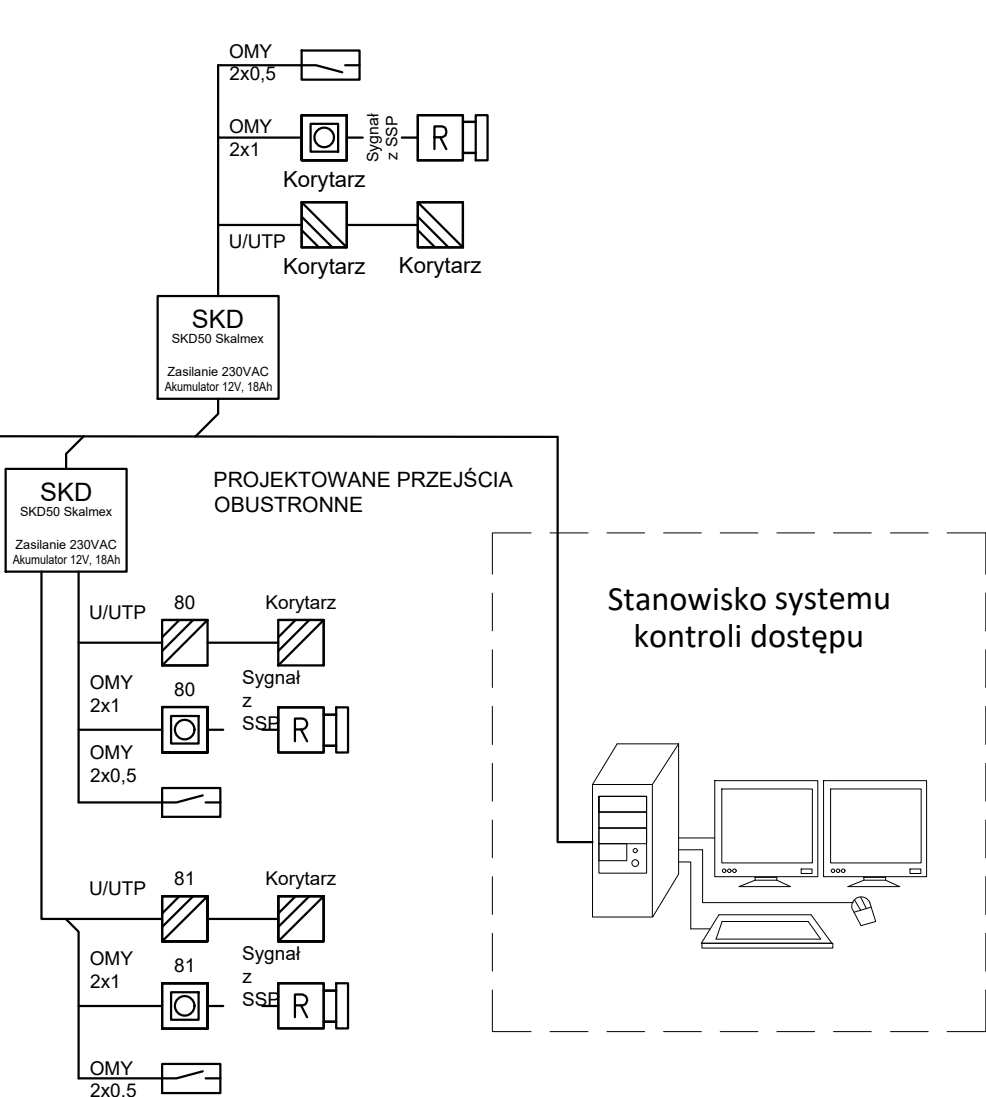 OMY
2x0,5
OMY
2x1
Sygnał
z SSP
R
Korytarz
U/UTP
Korytarz
Korytarz
SKD
SKD50 Skalmex
Zasilanie 230VAC
Akumulator 12V, 18Ah
PROJEKTOWANE PRZEJŚCIA
OBUSTRONNE
SKD
SKD50 Skalmex
Zasilanie 230VAC
Akumulator 12V, 18Ah
Stanowisko systemu
kontroli dostępu
U/UTP
80
Korytarz
OMY
2x1
80
Sygnał
z
SSP
R
OMY
2x0,5
U/UTP
81
Korytarz
OMY
2x1
81
Sygnał
z
SSP
R
OMY
2x0,5